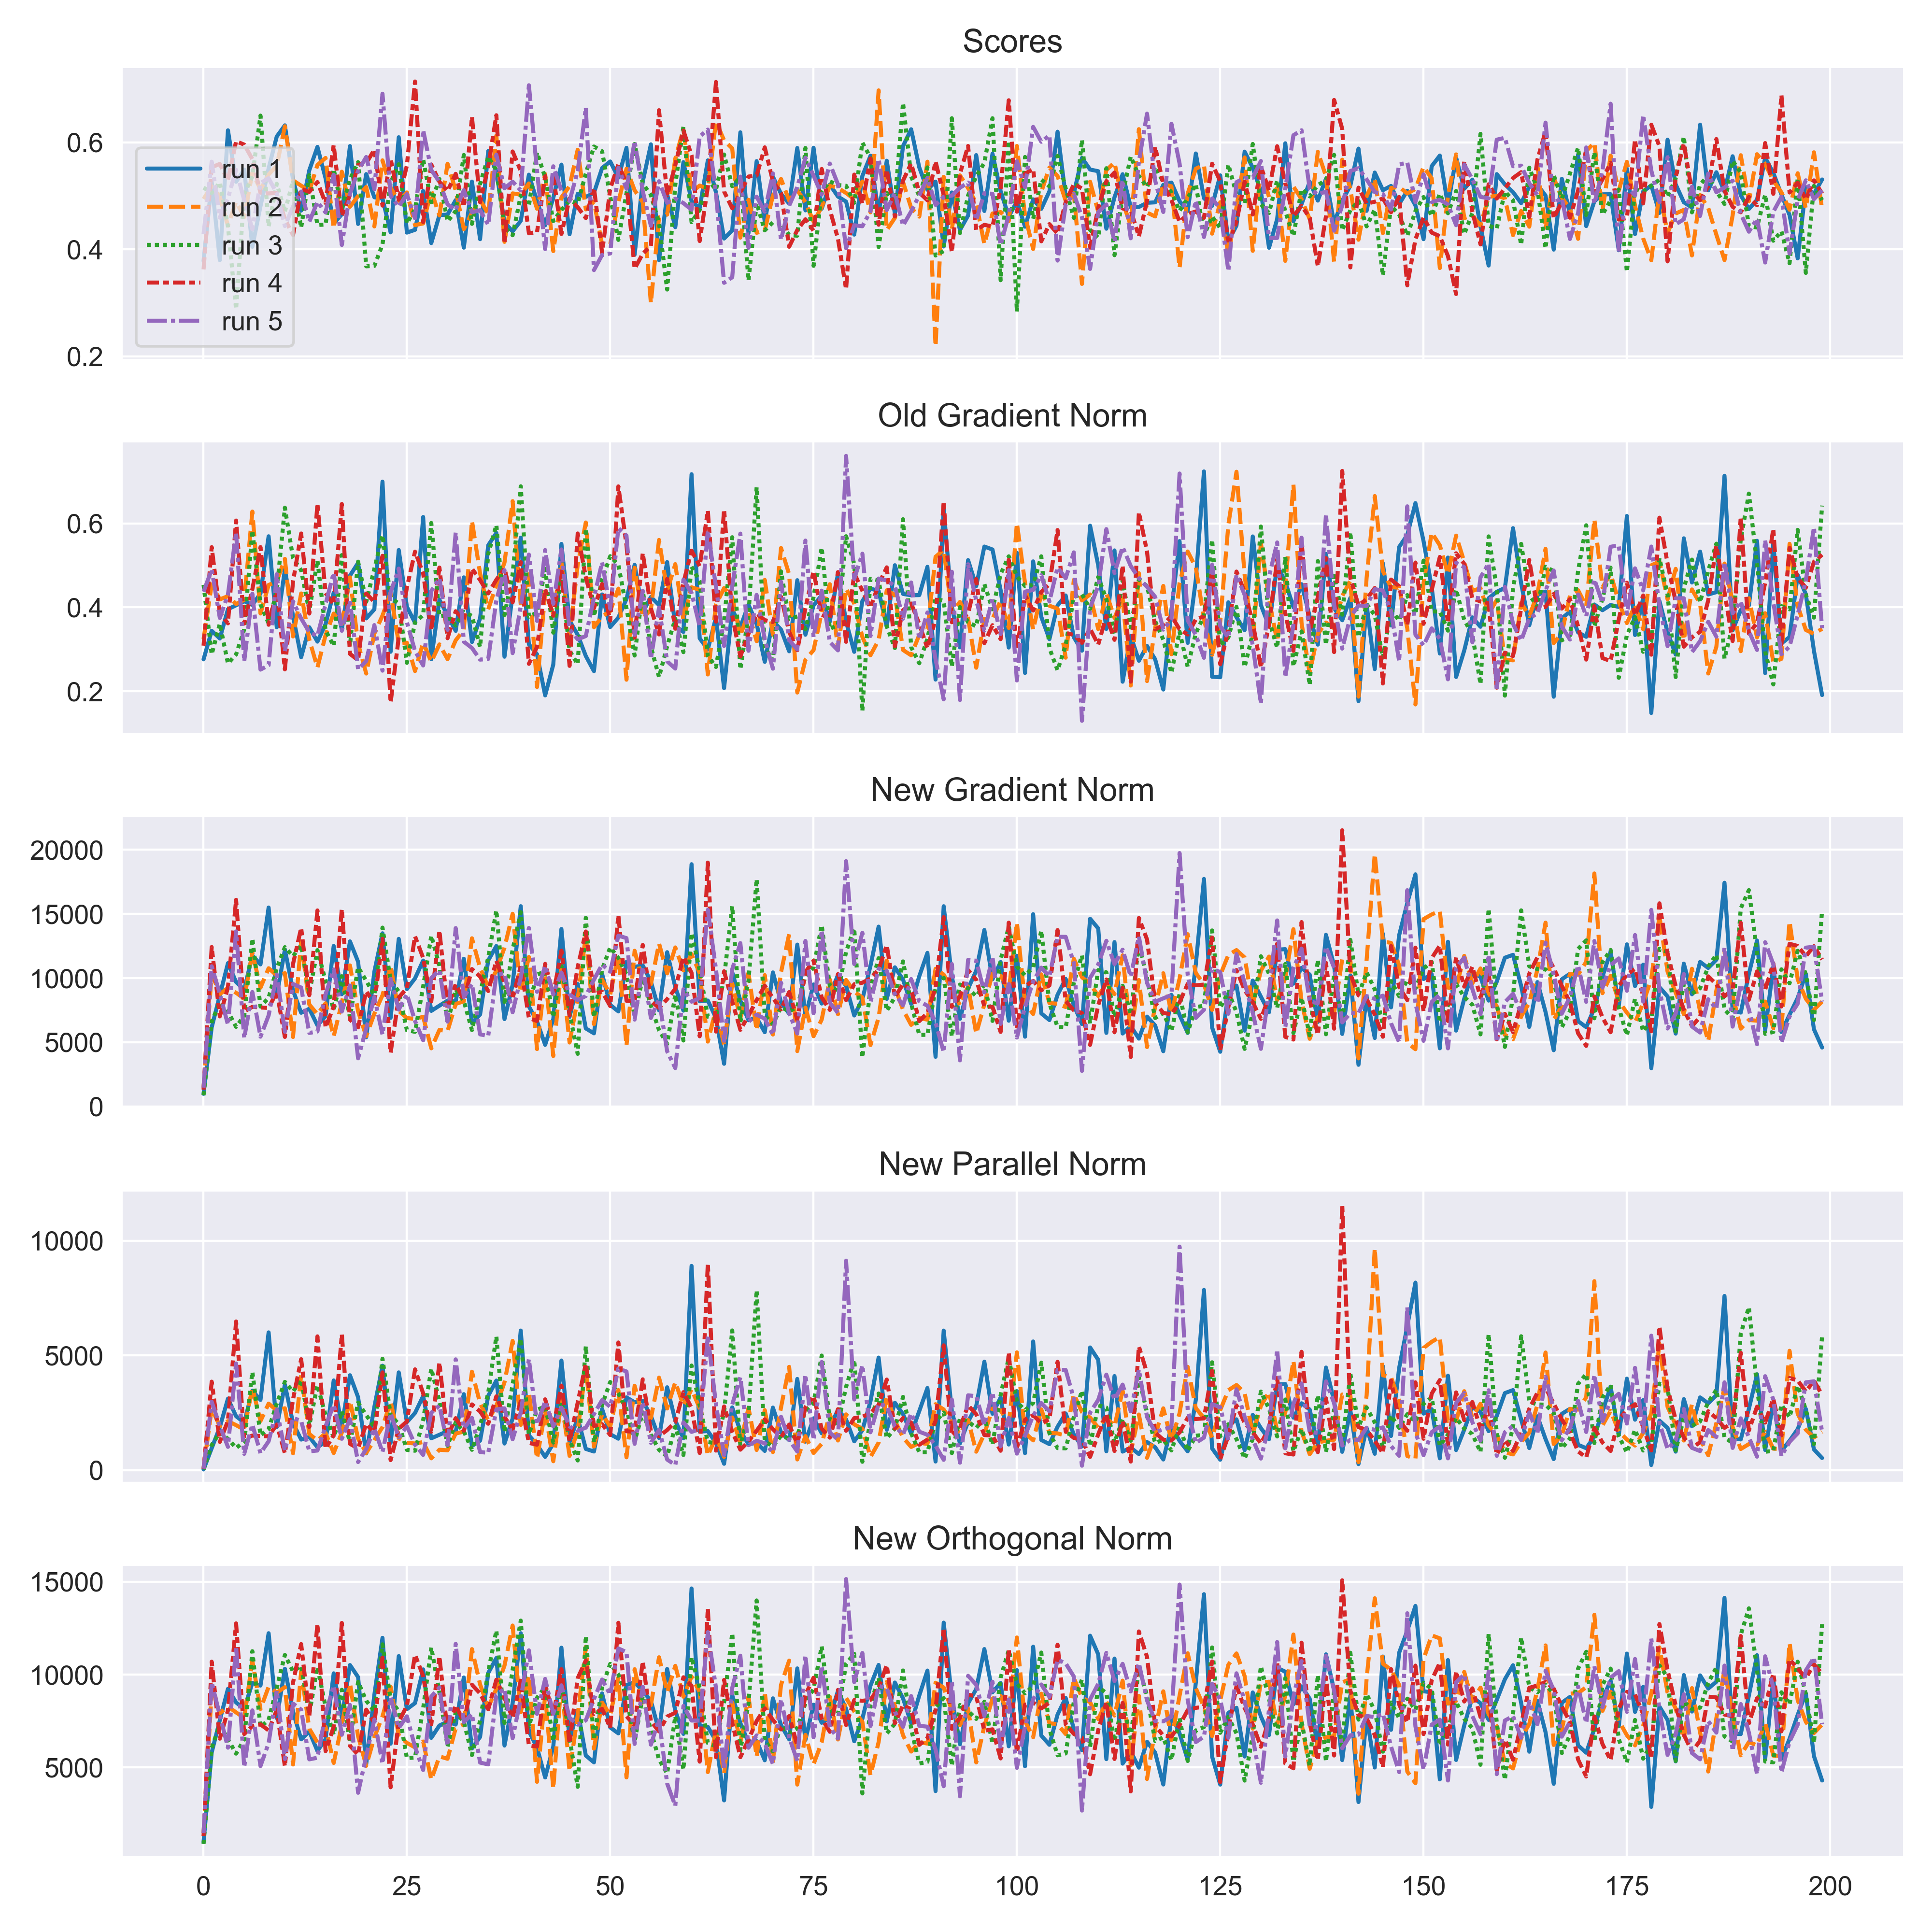 Scores
0.6
0.4
0.2
run 1
run 2
run 3
run 4
run 5
Old Gradient Norm
0.6
0.4
0.2
New Gradient Norm
20000
15000
10000
5000
0
New Parallel Norm
10000
5000
0
New Orthogonal Norm
15000
10000
5000
0 25 50 75 100 125 150 175 200